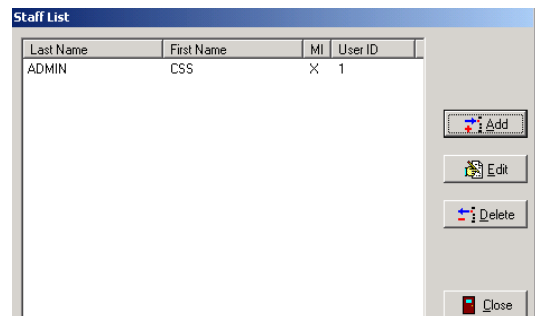 Staff List
Last Name First Name MI User ID
ADMIN CSS X 1
Add
Edit
Delete
Close